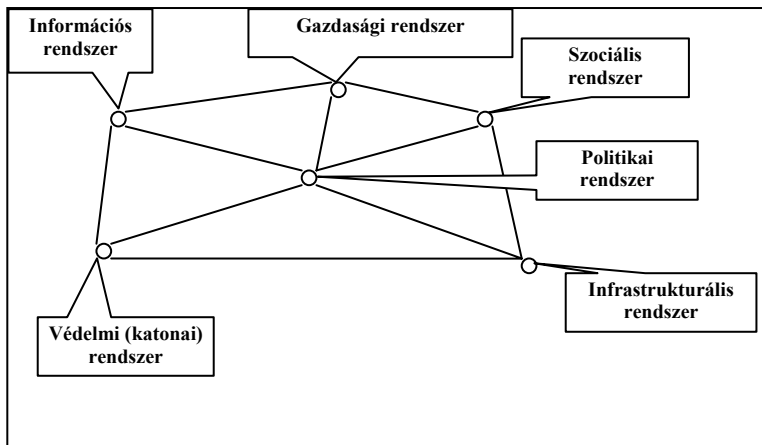 Információs
rendszer
Gazdasági rendszer
Szociális
rendszer
Politikai
rendszer
Infrastrukturális
rendszer
Védelmi (katonai)
rendszer